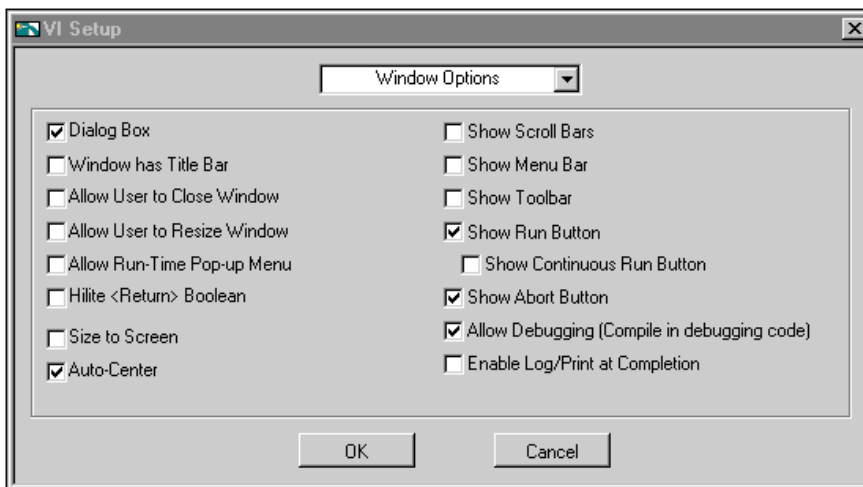 VI Setup
Window Options
Dialog Box
Window has Title Bar
Allow User to Close Window
Allow User to Resize Window
Allow Run-Time Pop-up Menu
Hilite <Return> Boolean
Size to Screen
Auto-Center
Show Scroll Bars
Show Menu Bar
Show Toolbar
Show Run Button
Show Continuous Run Button
Show Abort Button
Allow Debugging (Compile in debugging code)
Enable Log/Print at Completion
OK
Cancel